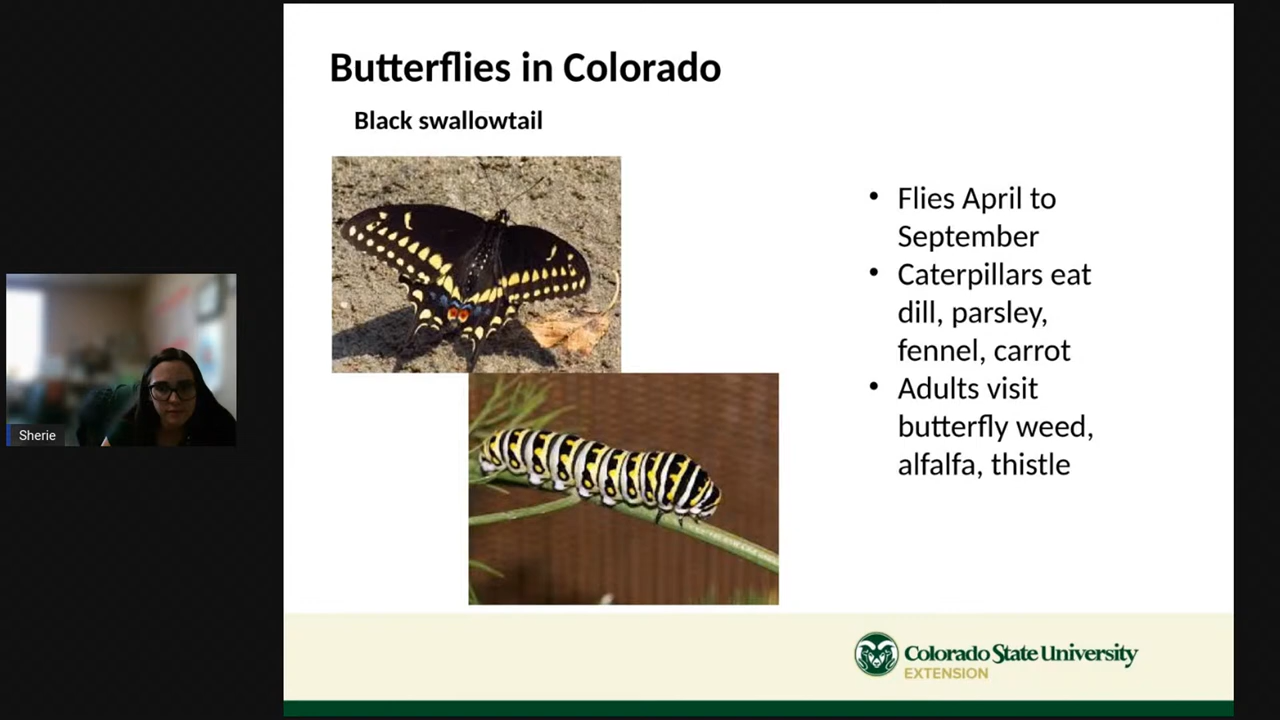 Butterflies in Colorado
Black swallowtail
• Flies April to
September
• Caterpillars eat
dill, parsley,
fennel, carrot
• Adults visit
butterfly weed,
alfalfa, thistle
Sherie
Colorado State University
EXTENSION